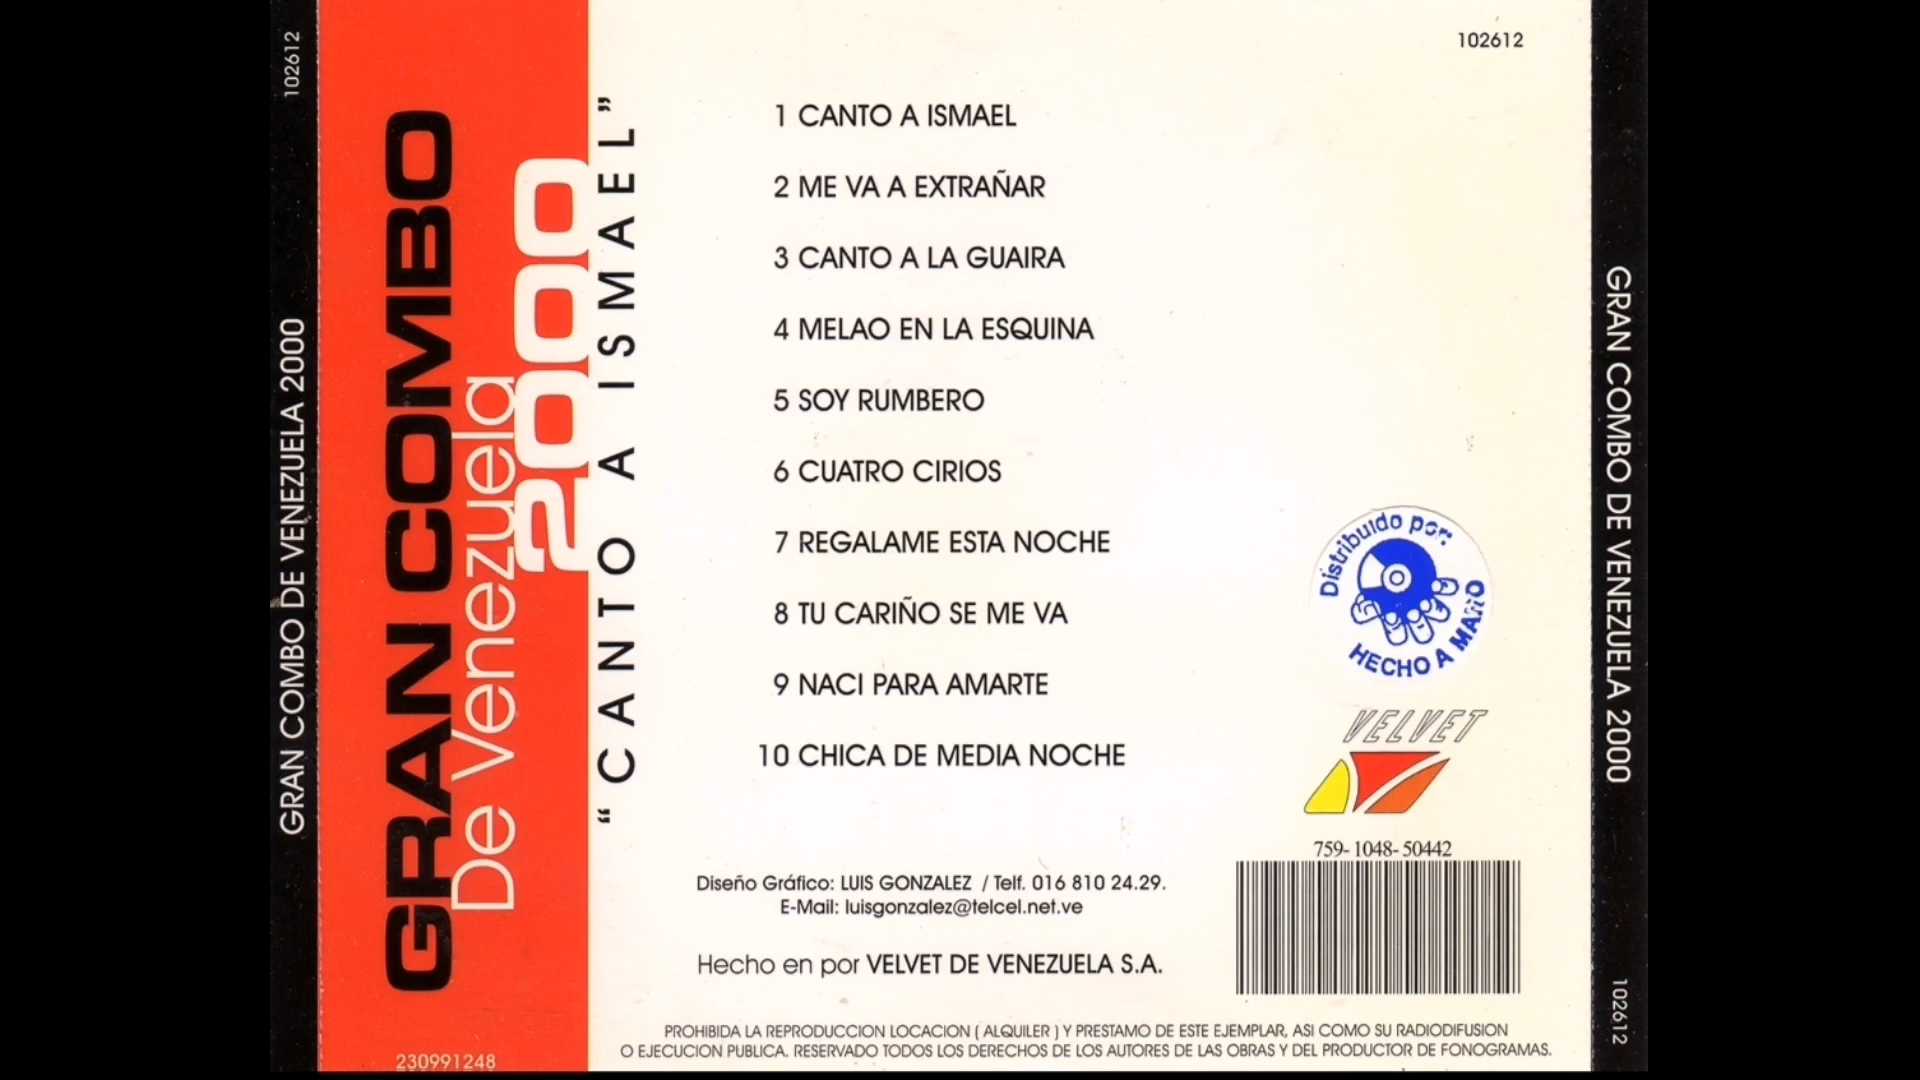 102612
GRAN COMBO DE VENEZUELA 2000
GRAN COMBO
De Venezuela
2000
"CANTO A ISMAEL"
230991248
102612
1 CANTO A ISMAEL
2 ME VA A EXTRAÑAR
3 CANTO A LA GUAIRA
4 MELAO EN LA ESQUINA
5 SOY RUMBERO
6 CUATRO CIRIOS
7 REGALAME ESTA NOCHE
8 TU CARIÑO SE ME VA
9 NACI PARA AMARTE
10 CHICA DE MEDIA NOCHE
Distribuido por:
HECHO A MANO
VELVET
759-1048-50442
Diseño Gráfico: LUIS GONZALEZ / Telf. 016 810 24.29.
E-Mail: luisgonzalez@telcel.net.ve
Hecho en por VELVET DE VENEZUELA S.A.
PROHIBIDA LA REPRODUCCION LOCACION ( ALQUILER ) Y PRESTAMO DE ESTE EJEMPLAR, ASI COMO SU RADIODIFUSION
O EJECUCION PUBLICA. RESERVADO TODOS LOS DERECHOS DE LOS AUTORES DE LAS OBRAS Y DEL PRODUCTOR DE FONOGRAMAS.
GRAN COMBO DE VENEZUELA 2000
102612